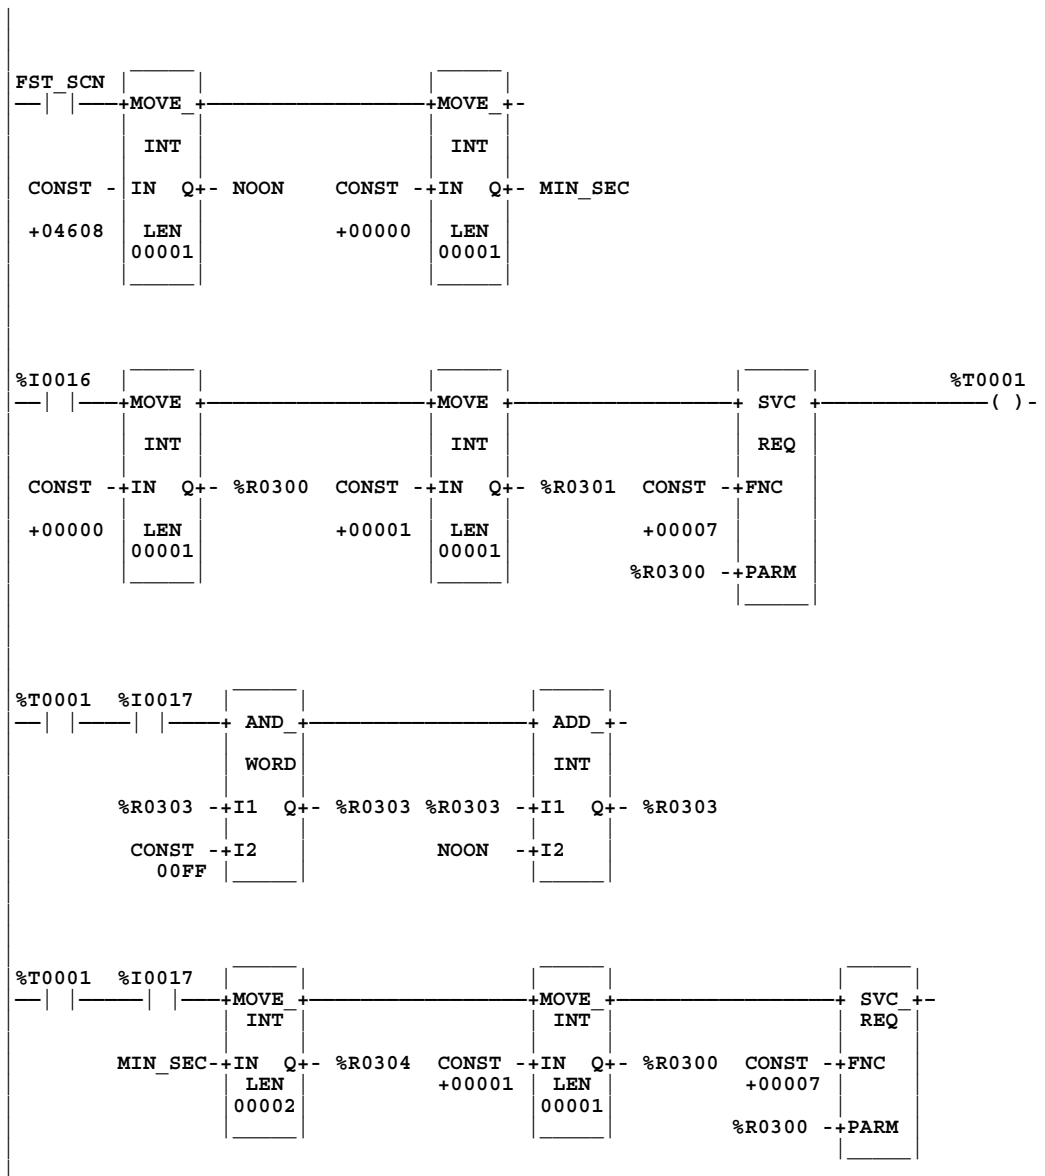 FST_SCN
MOVE_ MOVE_
INT INT
CONST IN Q NOON CONST IN Q MIN_SEC
+04608 LEN +00000 LEN
00001 00001
%I0016 %T0001
MOVE MOVE SVC ( )
INT INT REQ
CONST IN Q %R0300 CONST IN Q %R0301 CONST FNC
+00000 LEN +00001 LEN +00007
00001 00001
%R0300 PARM
%T0001 %I0017
AND_ ADD_
WORD INT
%R0303 I1 Q %R0303 %R0303 I1 Q %R0303
CONST I2 NOON I2
00FF
%T0001 %I0017
MOVE_ MOVE_ SVC_
INT INT REQ
MIN_SEC IN Q %R0304 CONST IN Q %R0300 CONST FNC
LEN +00001 LEN +00007
00002 00001
%R0300 PARM